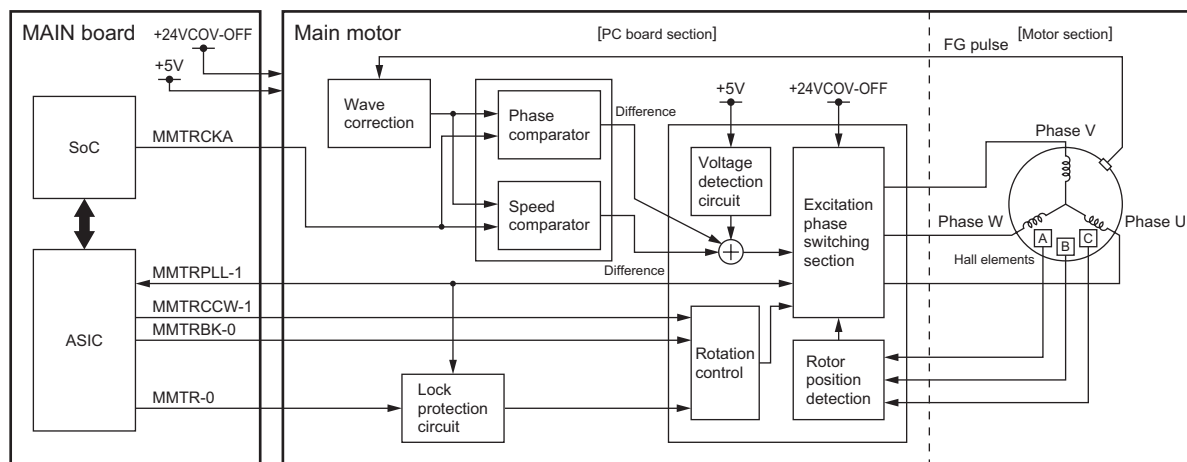 MAIN board
+24VCOV-OFF
+5V
SoC
MMTRCKA
ASIC
MMTRPLL-1
MMTRCCW-1
MMTRBK-0
MMTR-0
Main motor
[PC board section]
[Motor section]
FG pulse
Wave
correction
Phase
comparator
Speed
comparator
Difference
Difference
+5V
+24VCOV-OFF
Voltage
detection
circuit
Excitation
phase
switching
section
Rotation
control
Rotor
position
detection
Lock
protection
circuit
Phase V
Phase W
Phase U
A
B
C
Hall elements